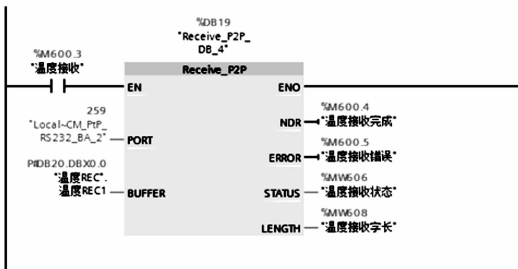 %DB19
"Receive_P2P_
DB_4"
%M600.3
"温度接收"
Receive_P2P
EN
ENO
%M600.4
NDR
"温度接收完成"
259
"Local~CM_PtP_
RS232_BA_2"
PORT
%M600.5
ERROR
"温度接收错误"
P#DB20.DBX0.0
"温度REC".
温度REC1
BUFFER
%MW606
STATUS
"温度接收状态"
%MW608
LENGTH
"温度接收字长"